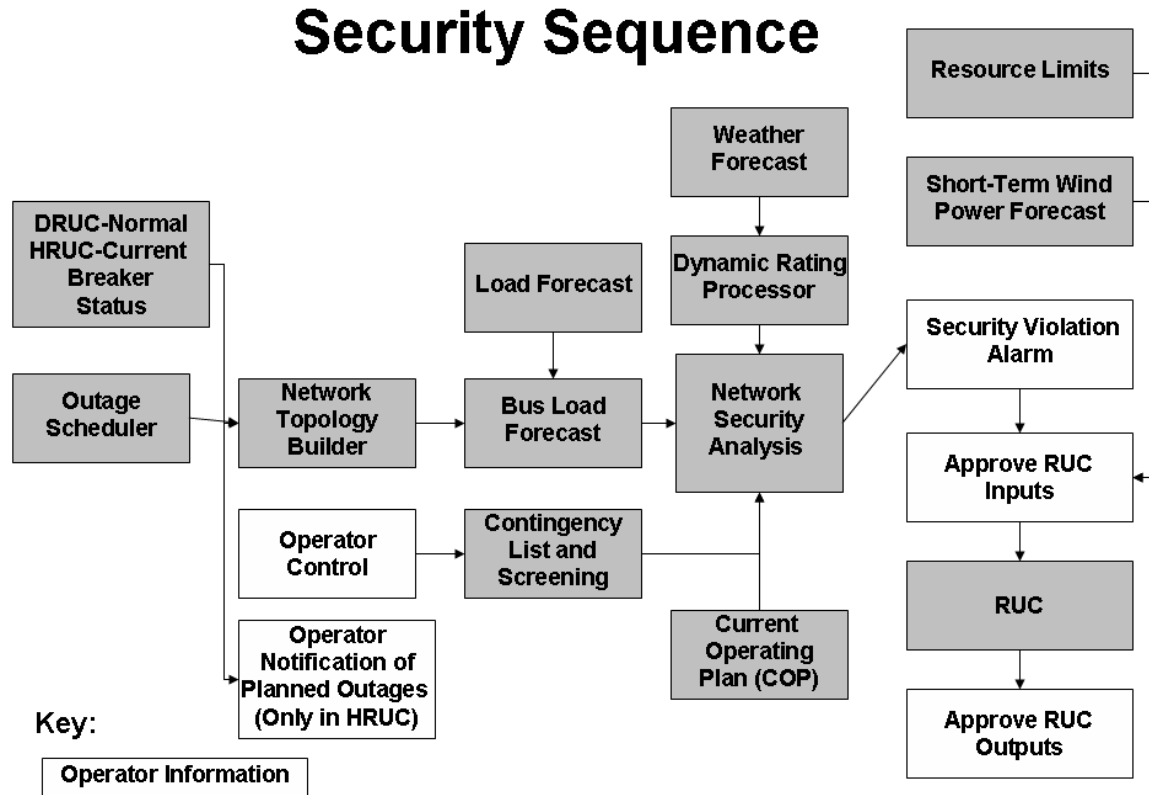 Security Sequence
Resource Limits
Weather
Forecast
Short-Term Wind
Power Forecast
DRUC-Normal
HRUC-Current
Breaker
Status
Load Forecast
Dynamic Rating
Processor
Security Violation
Alarm
Outage
Scheduler
Network
Topology
Builder
Bus Load
Forecast
Network
Security
Analysis
Approve RUC
Inputs
Operator
Control
Contingency
List and
Screening
RUC
Operator
Notification of
Planned Outages
(Only in HRUC)
Current
Operating
Plan (COP)
Approve RUC
Outputs
Key:
Operator Information